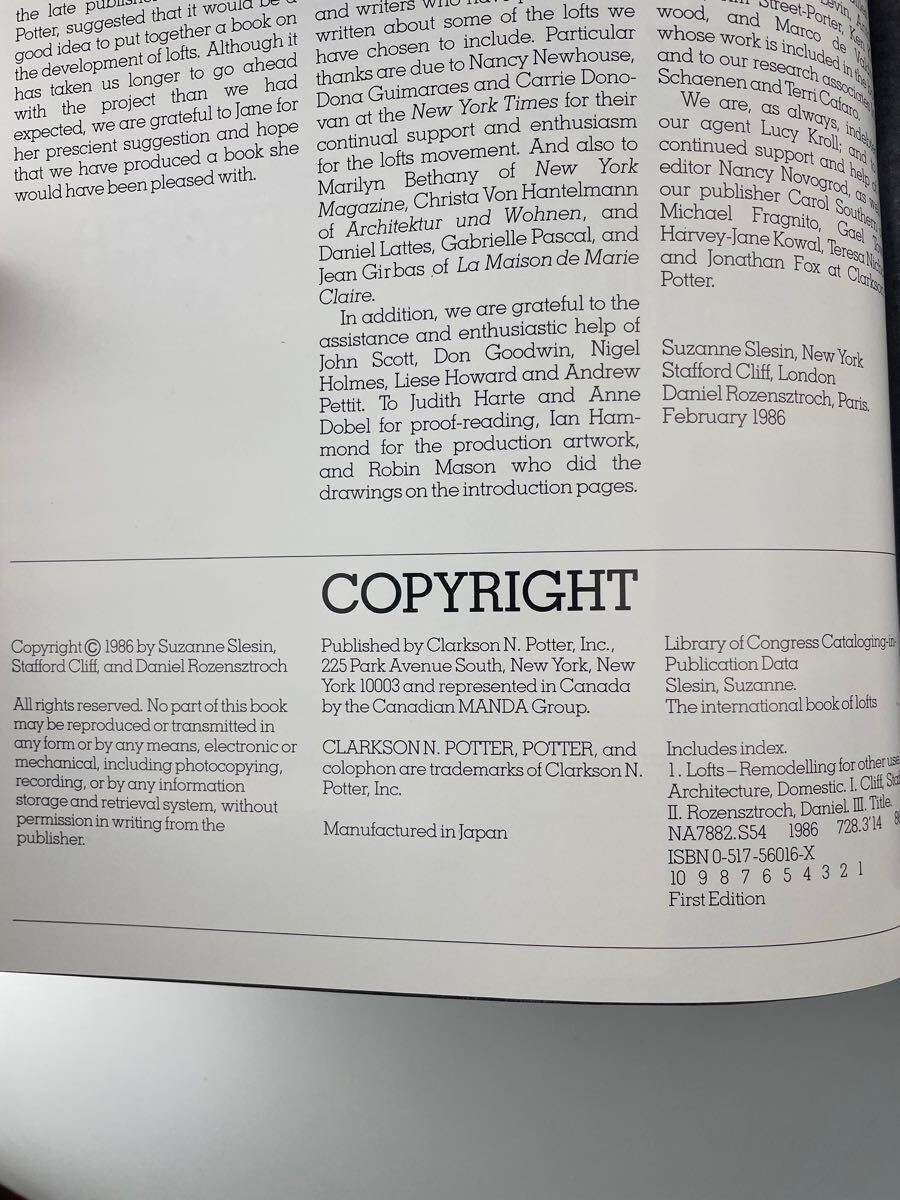 the late publis
Potter, suggested that it would be a
good idea to put together a book on
the development of lofts. Although it
has taken us longer to go ahead
with the project than we had
expected, we are grateful to Jane for
her prescient suggestion and hope
that we have produced a book she
would have been pleased with.
and writers who have
written about some of the lofts we
have chosen to include. Particular
thanks are due to Nancy Newhouse,
Dona Guimaraes and Carrie Dono-
van at the New York Times for their
continual support and enthusiasm
for the lofts movement. And also to
Marilyn Bethany of New York
Magazine, Christa Von Hantelmann
of Architektur und Wohnen, and
Daniel Lattes, Gabrielle Pascal, and
Jean Girbas of La Maison de Marie
Claire.
In addition, we are grateful to the
assistance and enthusiastic help of
John Scott, Don Goodwin, Nigel
Holmes, Liese Howard and Andrew
Pettit. To Judith Harte and Anne
Dobel for proof-reading, Ian Ham-
mond for the production artwork,
and Robin Mason who did the
drawings on the introduction pages.
Street-Porter, Ken
wood, and Marco de
whose work is included in the
and to our research associates
Schaenen and Terri Cafaro.
We are, as always, indeb
our agent Lucy Kroll; and to
continued support and help of
editor Nancy Novogrod, as we
our publisher Carol Southern
Michael Fragnito, Gael
Harvey-Jane Kowal, Teresa
and Jonathan Fox at Clarkson
Potter.
Suzanne Slesin, New York
Stafford Cliff, London
Daniel Rozensztroch, Paris.
February 1986
COPYRIGHT
Copyright © 1986 by Suzanne Slesin,
Stafford Cliff, and Daniel Rozensztroch
All rights reserved. No part of this book
may be reproduced or transmitted in
any form or by any means, electronic or
mechanical, including photocopying,
recording, or by any information
storage and retrieval system, without
permission in writing from the
publisher.
Published by Clarkson N. Potter, Inc.,
225 Park Avenue South, New York, New
York 10003 and represented in Canada
by the Canadian MANDA Group.
CLARKSON N. POTTER, POTTER, and
colophon are trademarks of Clarkson N.
Potter, Inc.
Manufactured in Japan
Library of Congress Cataloging-in-
Publication Data
Slesin, Suzanne.
The international book of lofts
Includes index.
1. Lofts – Remodelling for other use
Architecture, Domestic. I. Cliff, Sta
II. Rozensztroch, Daniel. III. Title.
NA7882.S54 1986 728.3'14 8
ISBN 0-517-56016-X
10 9 8 7 6 5 4 3 2 1
First Edition